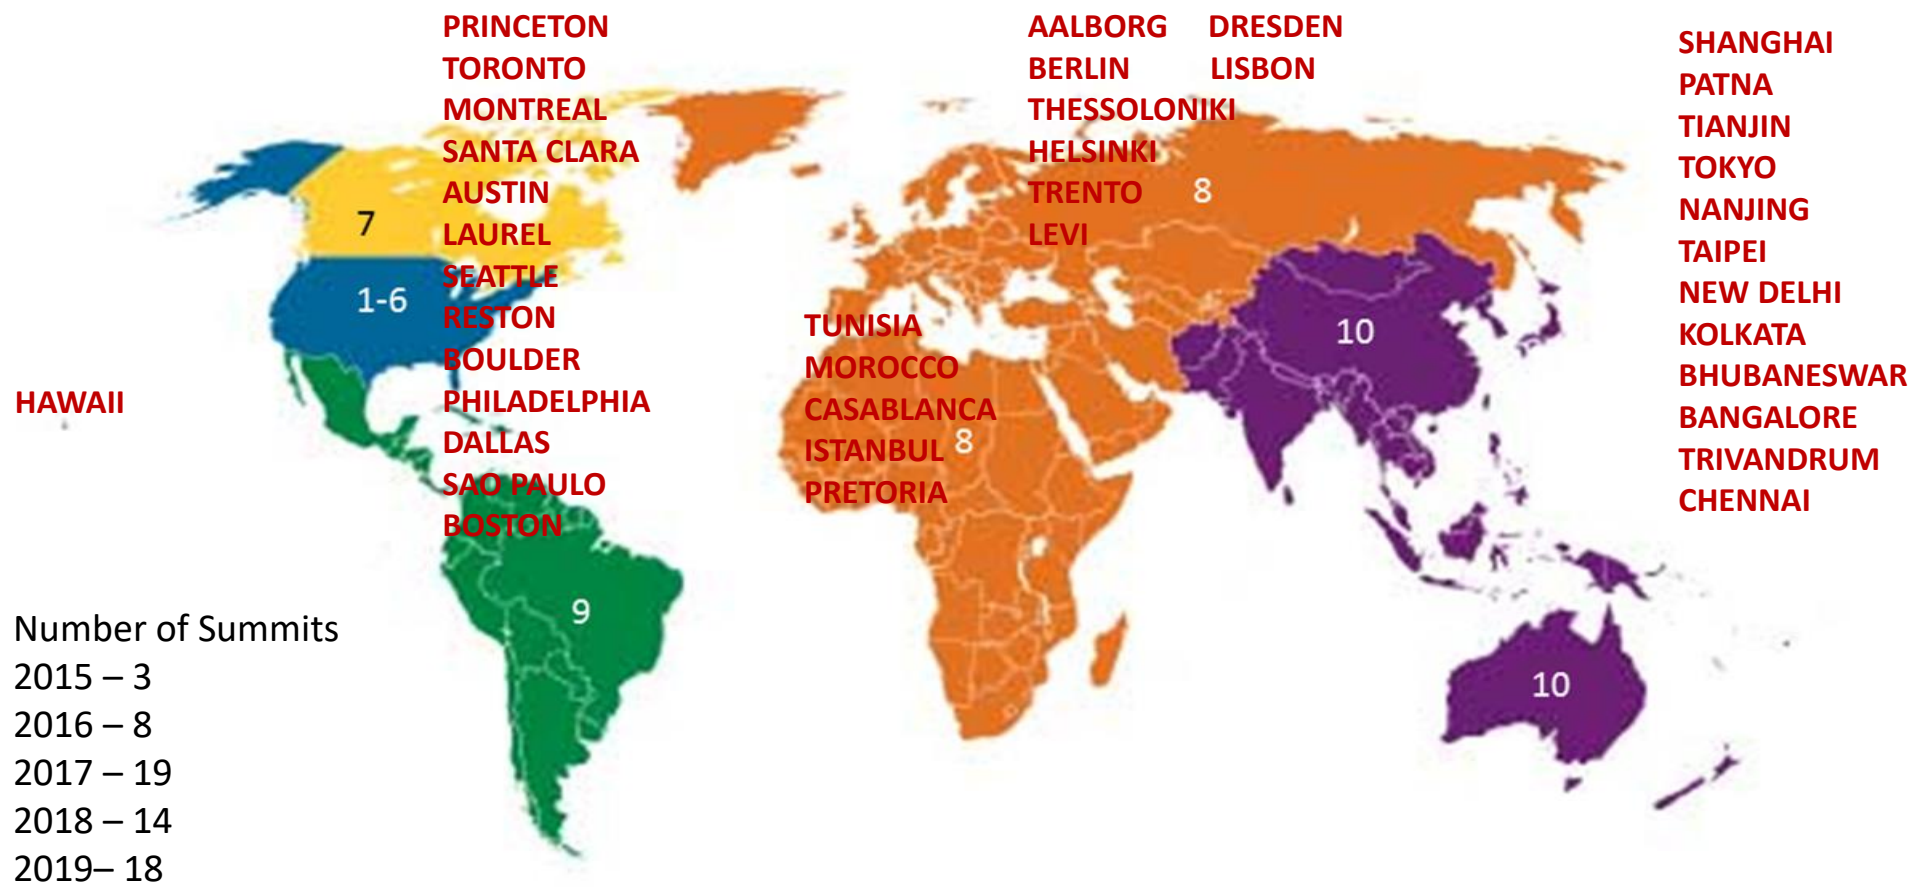 PRINCETON
TORONTO
MONTREAL
SANTA CLARA
AUSTIN
LAUREL
SEATTLE
RESTON
BOULDER
PHILADELPHIA
DALLAS
SAO PAULO
BOSTON
AALBORG DRESDEN
BERLIN LISBON
THESSOLONIKI
HELSINKI
TRENTO
LEVI
SHANGHAI
PATNA
TIANJIN
TOKYO
NANJING
TAIPEI
NEW DELHI
KOLKATA
BHUBANESWAR
BANGALORE
TRIVANDRUM
CHENNAI
7
8
1-6
10
TUNISIA
MOROCCO
CASABLANCA
ISTANBUL
PRETORIA
8
HAWAII
9
10
Number of Summits
2015 – 3
2016 – 8
2017 – 19
2018 – 14
2019– 18